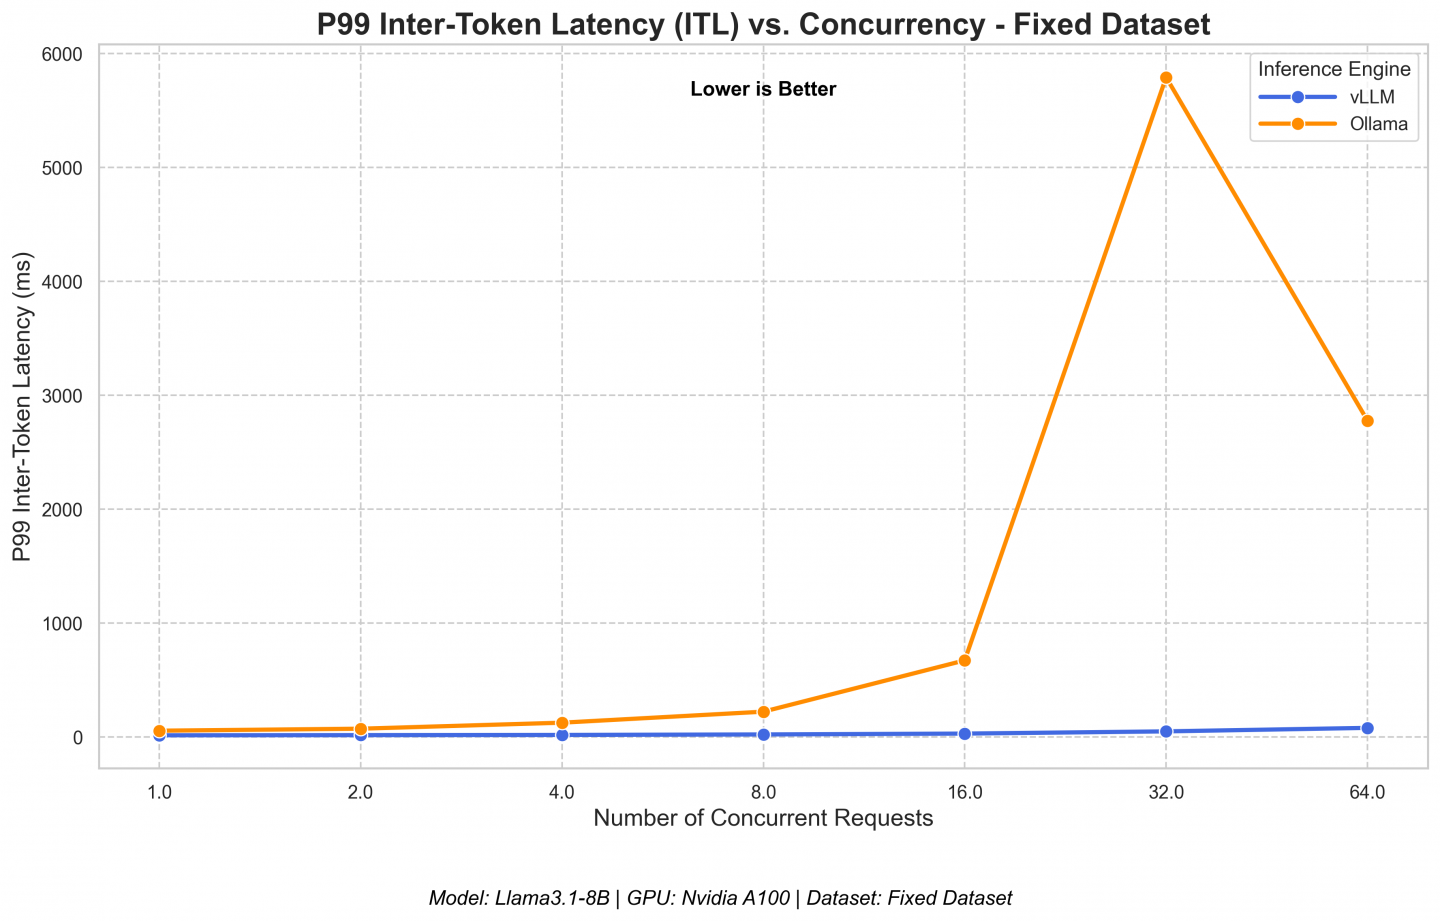 P99 Inter-Token Latency (ITL) vs. Concurrency - Fixed Dataset
Lower is Better
Inference Engine
vLLM
Ollama
P99 Inter-Token Latency (ms)
6000
5000
4000
3000
2000
1000
0
1.0 2.0 4.0 8.0 16.0 32.0 64.0
Number of Concurrent Requests
Model: Llama3.1-8B | GPU: Nvidia A100 | Dataset: Fixed Dataset